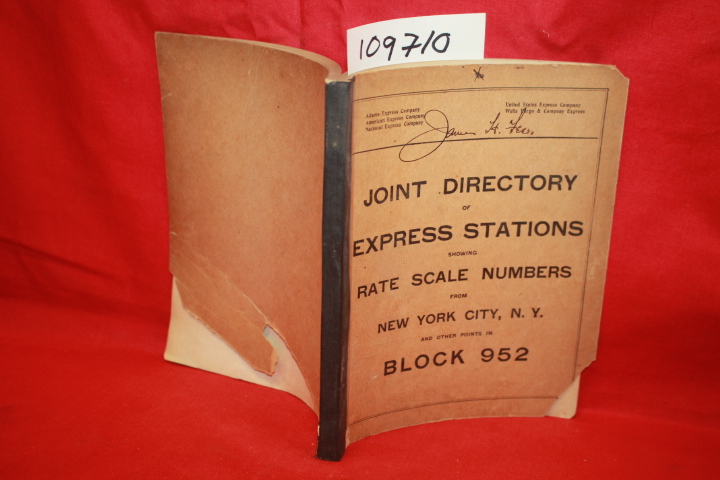 109710
Adams Express Company
American Express Company
National Express Company
United States Express Company
Wells Fargo & Company Express
James H.
JOINT DIRECTORY
OF
EXPRESS STATIONS
SHOWING
RATE SCALE NUMBERS
FROM
NEW YORK CITY, N. Y.
AND OTHER POINTS IN
BLOCK 952